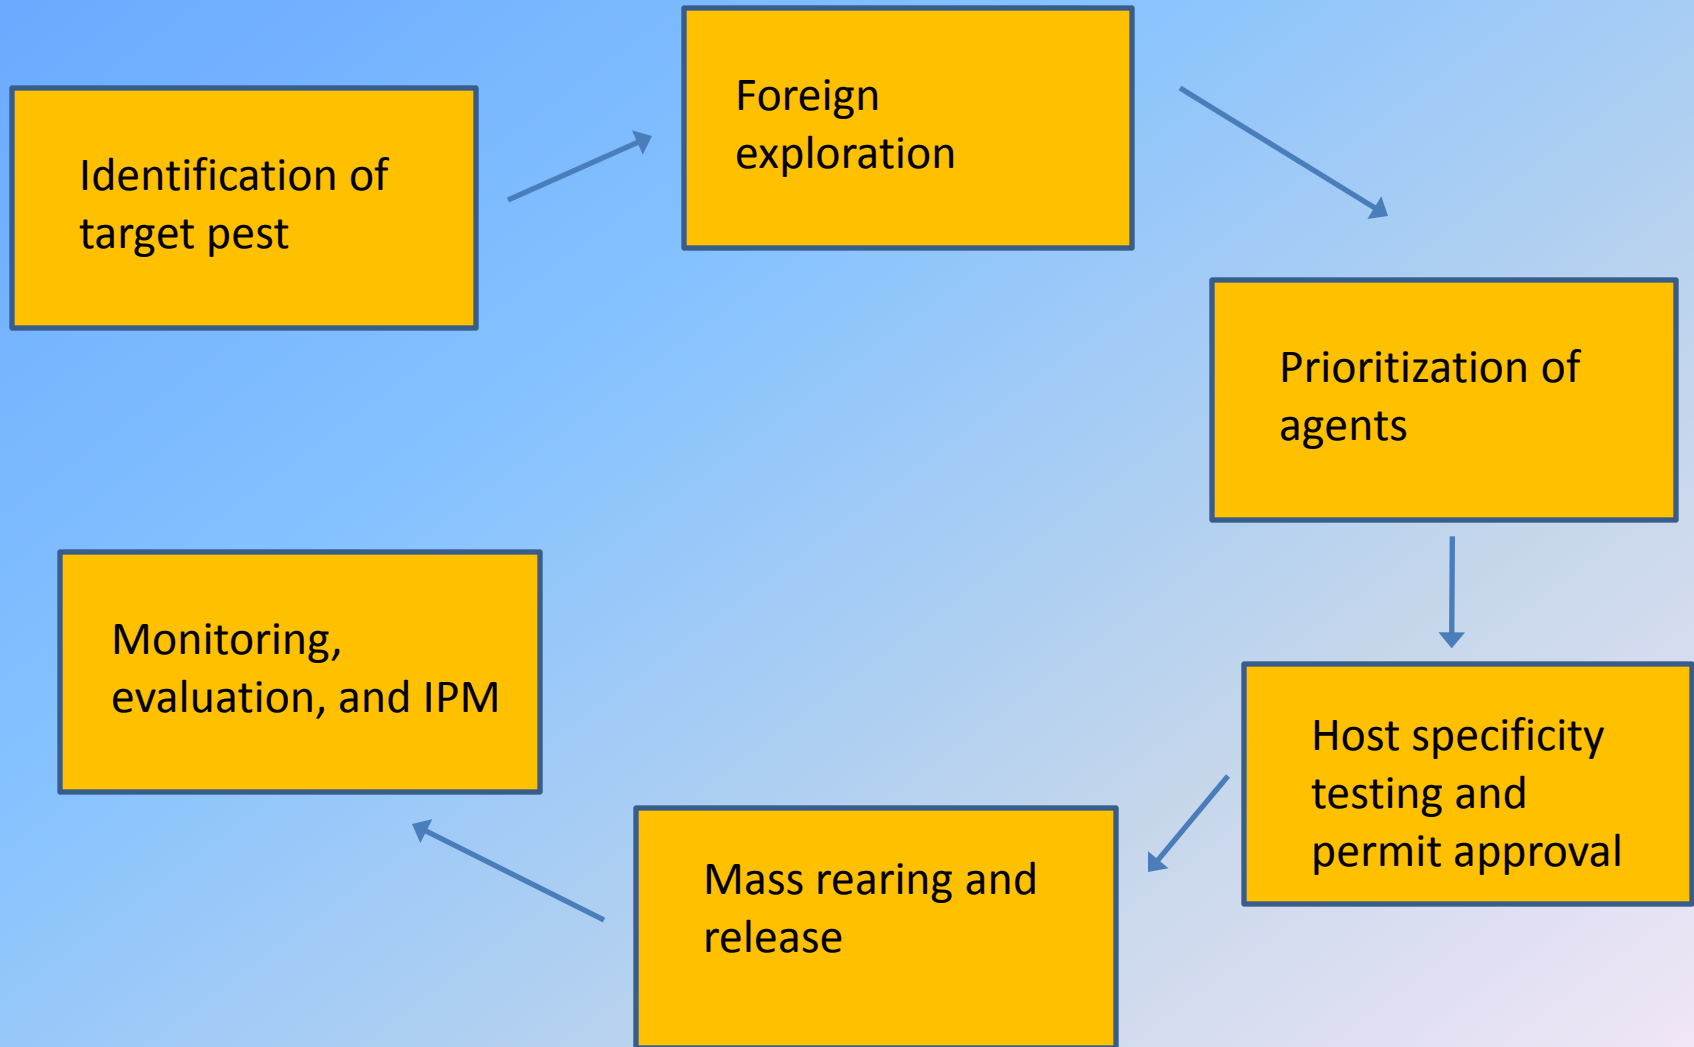 Identification of
target pest
Foreign
exploration
Prioritization of
agents
Host specificity
testing and
permit approval
Mass rearing and
release
Monitoring,
evaluation, and IPM